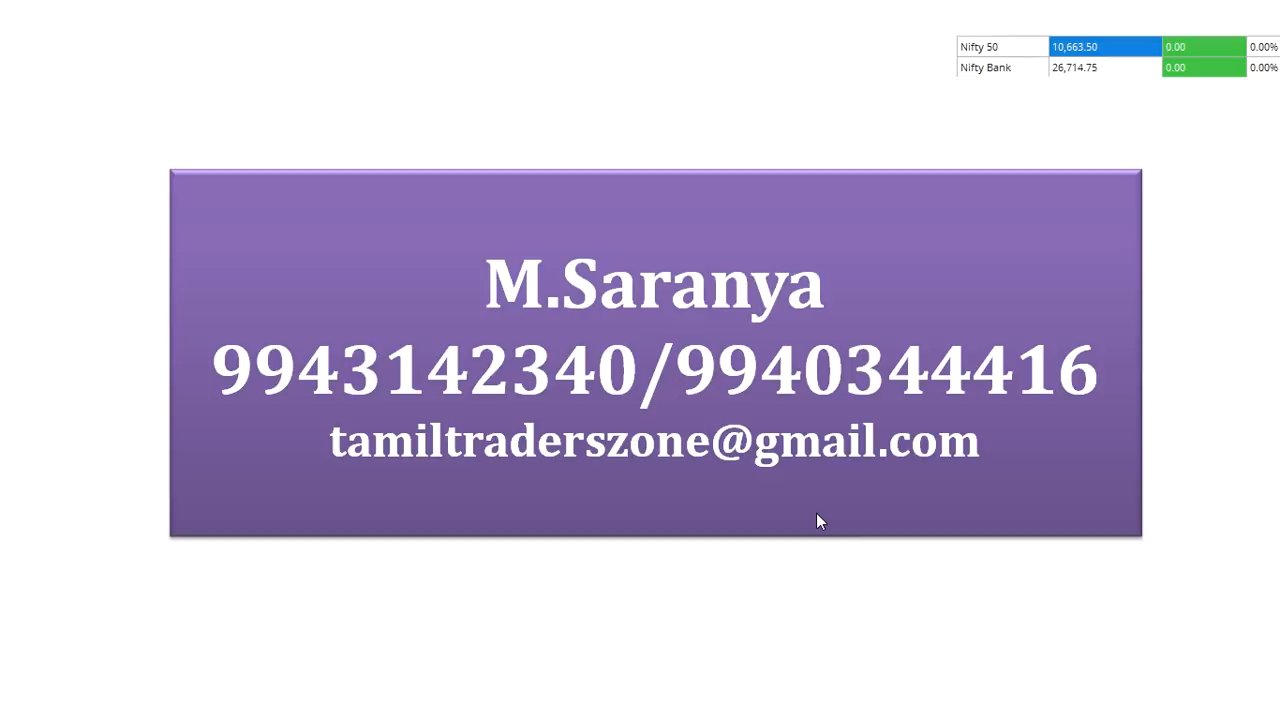 Nifty 50 10,663.50 0.00 0.00%
Nifty Bank 26,714.75 0.00 0.00%
M.Saranya
9943142340/9940344416
tamiltraderszone@gmail.com